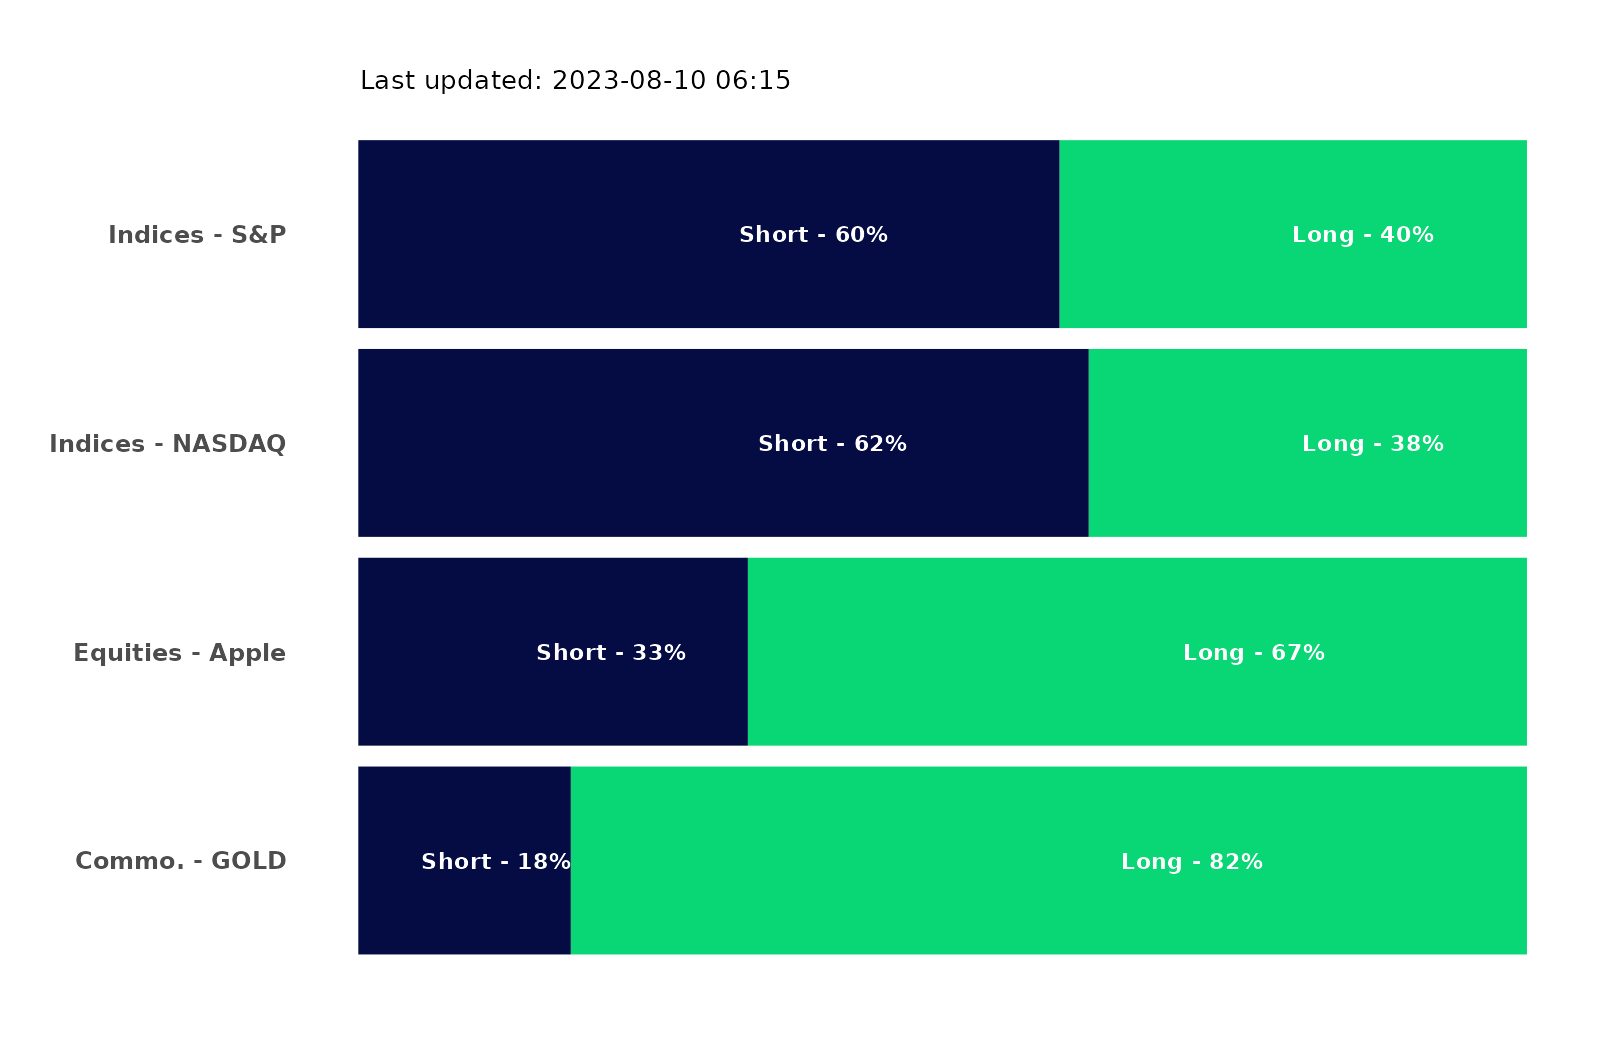 Last updated: 2023-08-10 06:15
Indices - S&P Short - 60% Long - 40%
Indices - NASDAQ Short - 62% Long - 38%
Equities - Apple Short - 33% Long - 67%
Commo. - GOLD Short - 18% Long - 82%